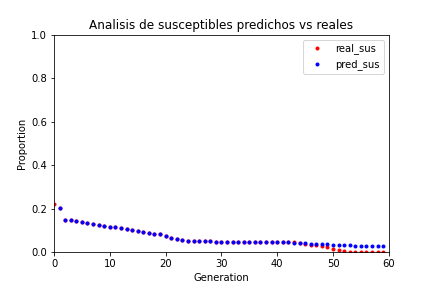 Analisis de susceptibles predichos vs reales
1.0
0.8
0.6
0.4
0.2
0.0
Proportion
real_sus
pred_sus
0 10 20 30 40 50 60
Generation